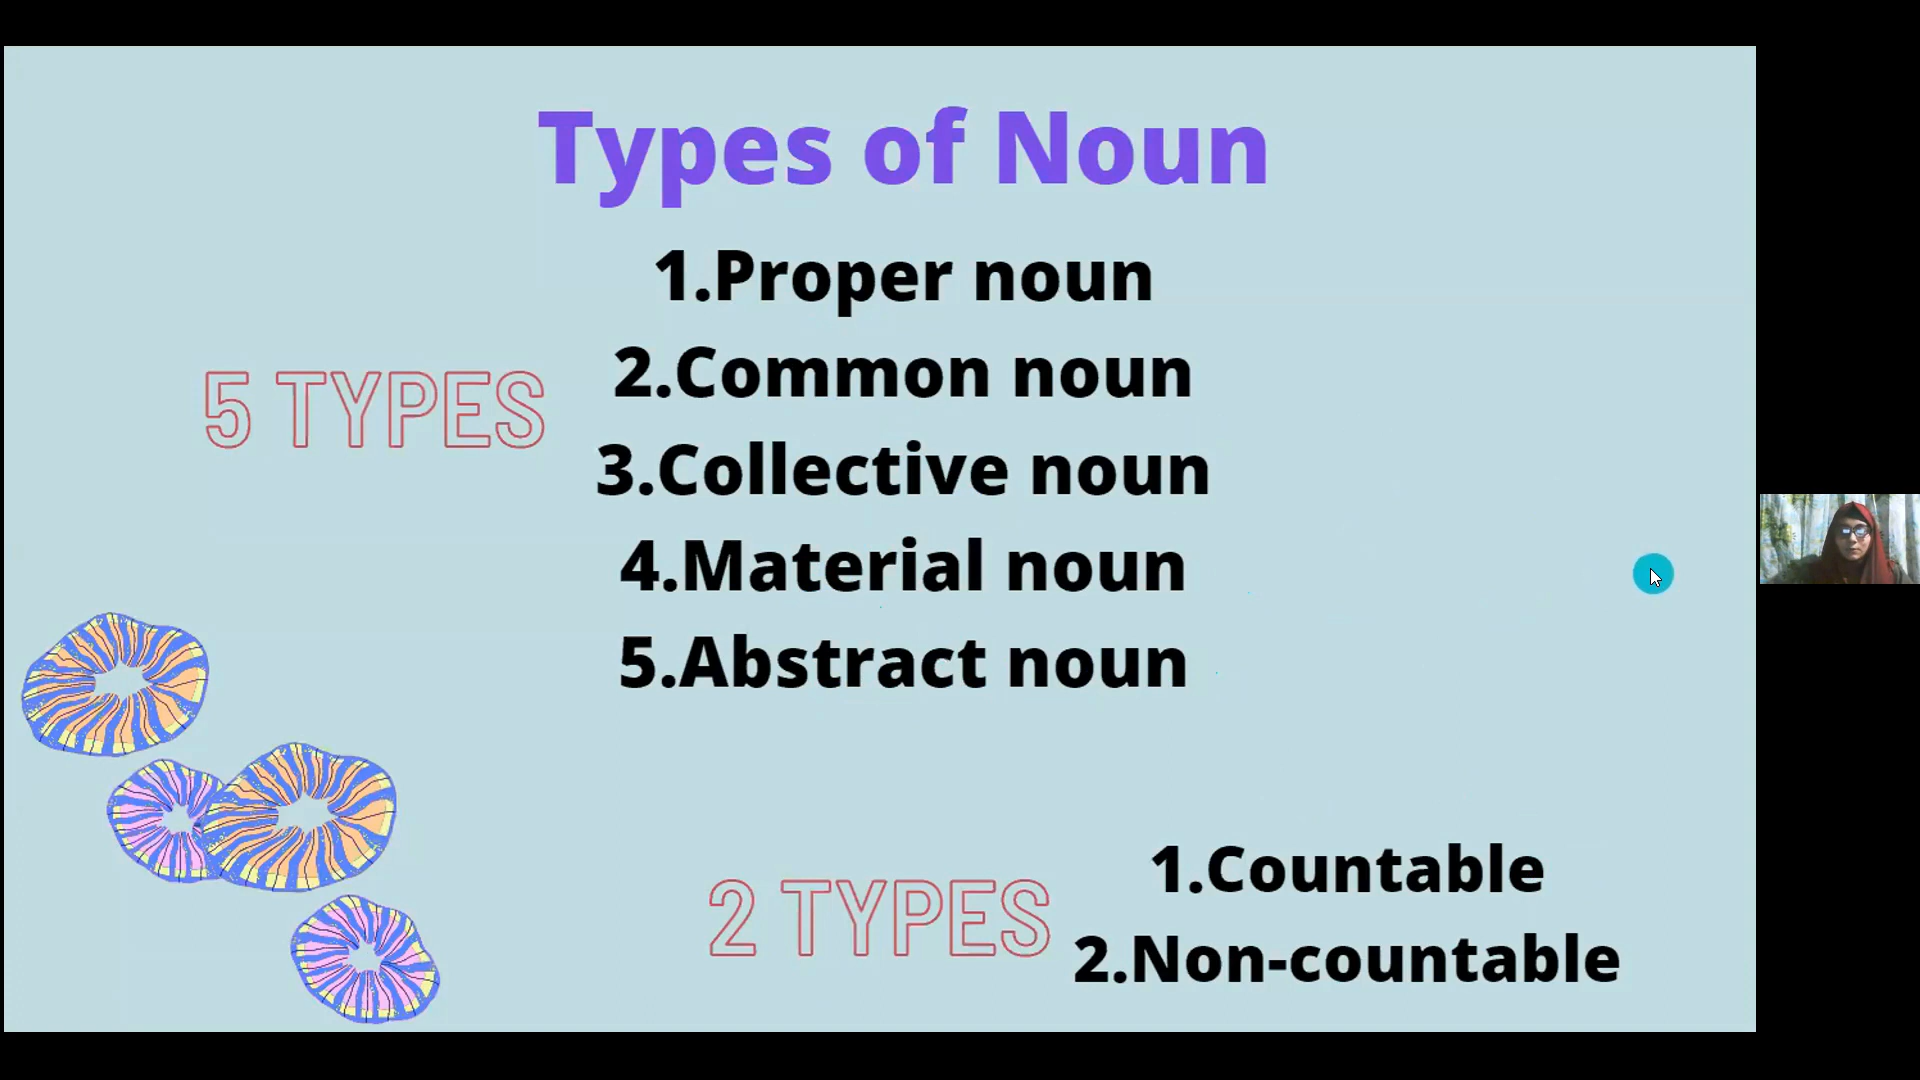 Types of Noun
1.Proper noun
2.Common noun
5 TYPES
3.Collective noun
4.Material noun
5.Abstract noun
2 TYPES
1.Countable
2.Non-countable